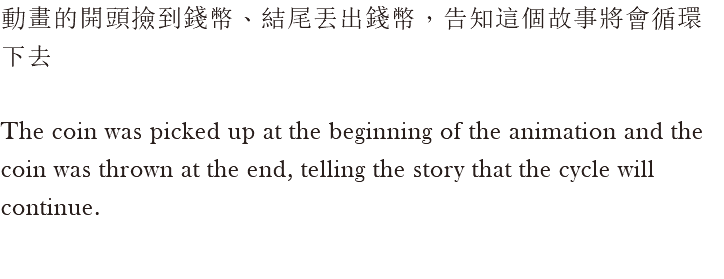 動畫的開頭撿到錢幣、結尾丟出錢幣，告知這個故事將會循環
下去
The coin was picked up at the beginning of the animation and the
coin was thrown at the end, telling the story that the cycle will
continue.